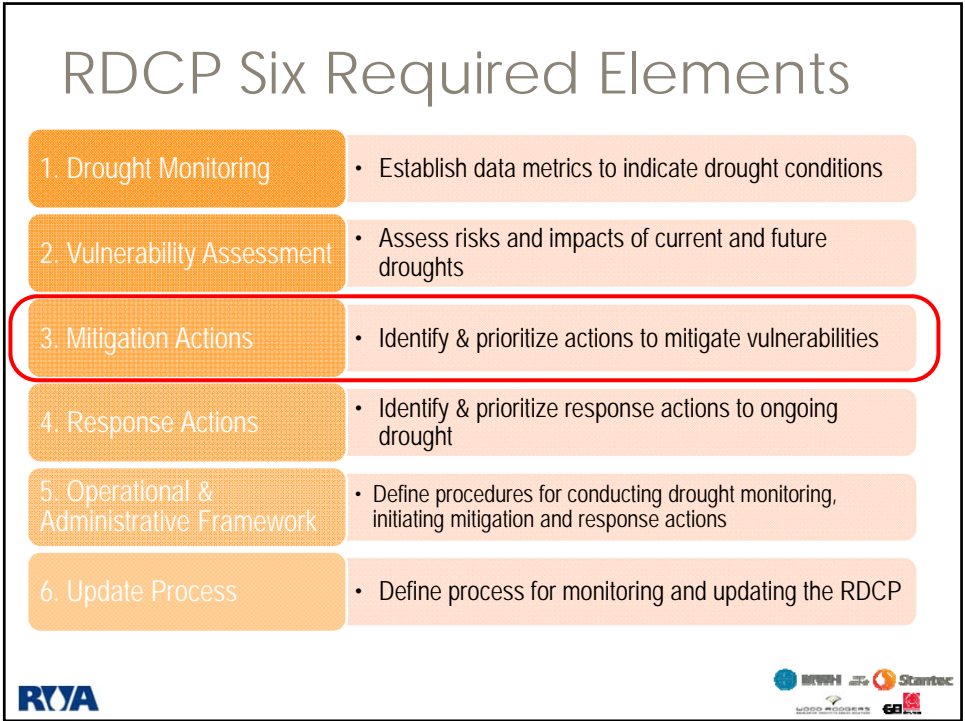 RDCP Six Required Elements
1. Drought Monitoring
• Establish data metrics to indicate drought conditions
2. Vulnerability Assessment
• Assess risks and impacts of current and future
droughts
3. Mitigation Actions
• Identify & prioritize actions to mitigate vulnerabilities
4. Response Actions
• Identify & prioritize response actions to ongoing
drought
5. Operational &
Administrative Framework
• Define procedures for conducting drought monitoring,
initiating mitigation and response actions
6. Update Process
• Define process for monitoring and updating the RDCP
RWA
MWH
Stantec
WOOD RODGERS